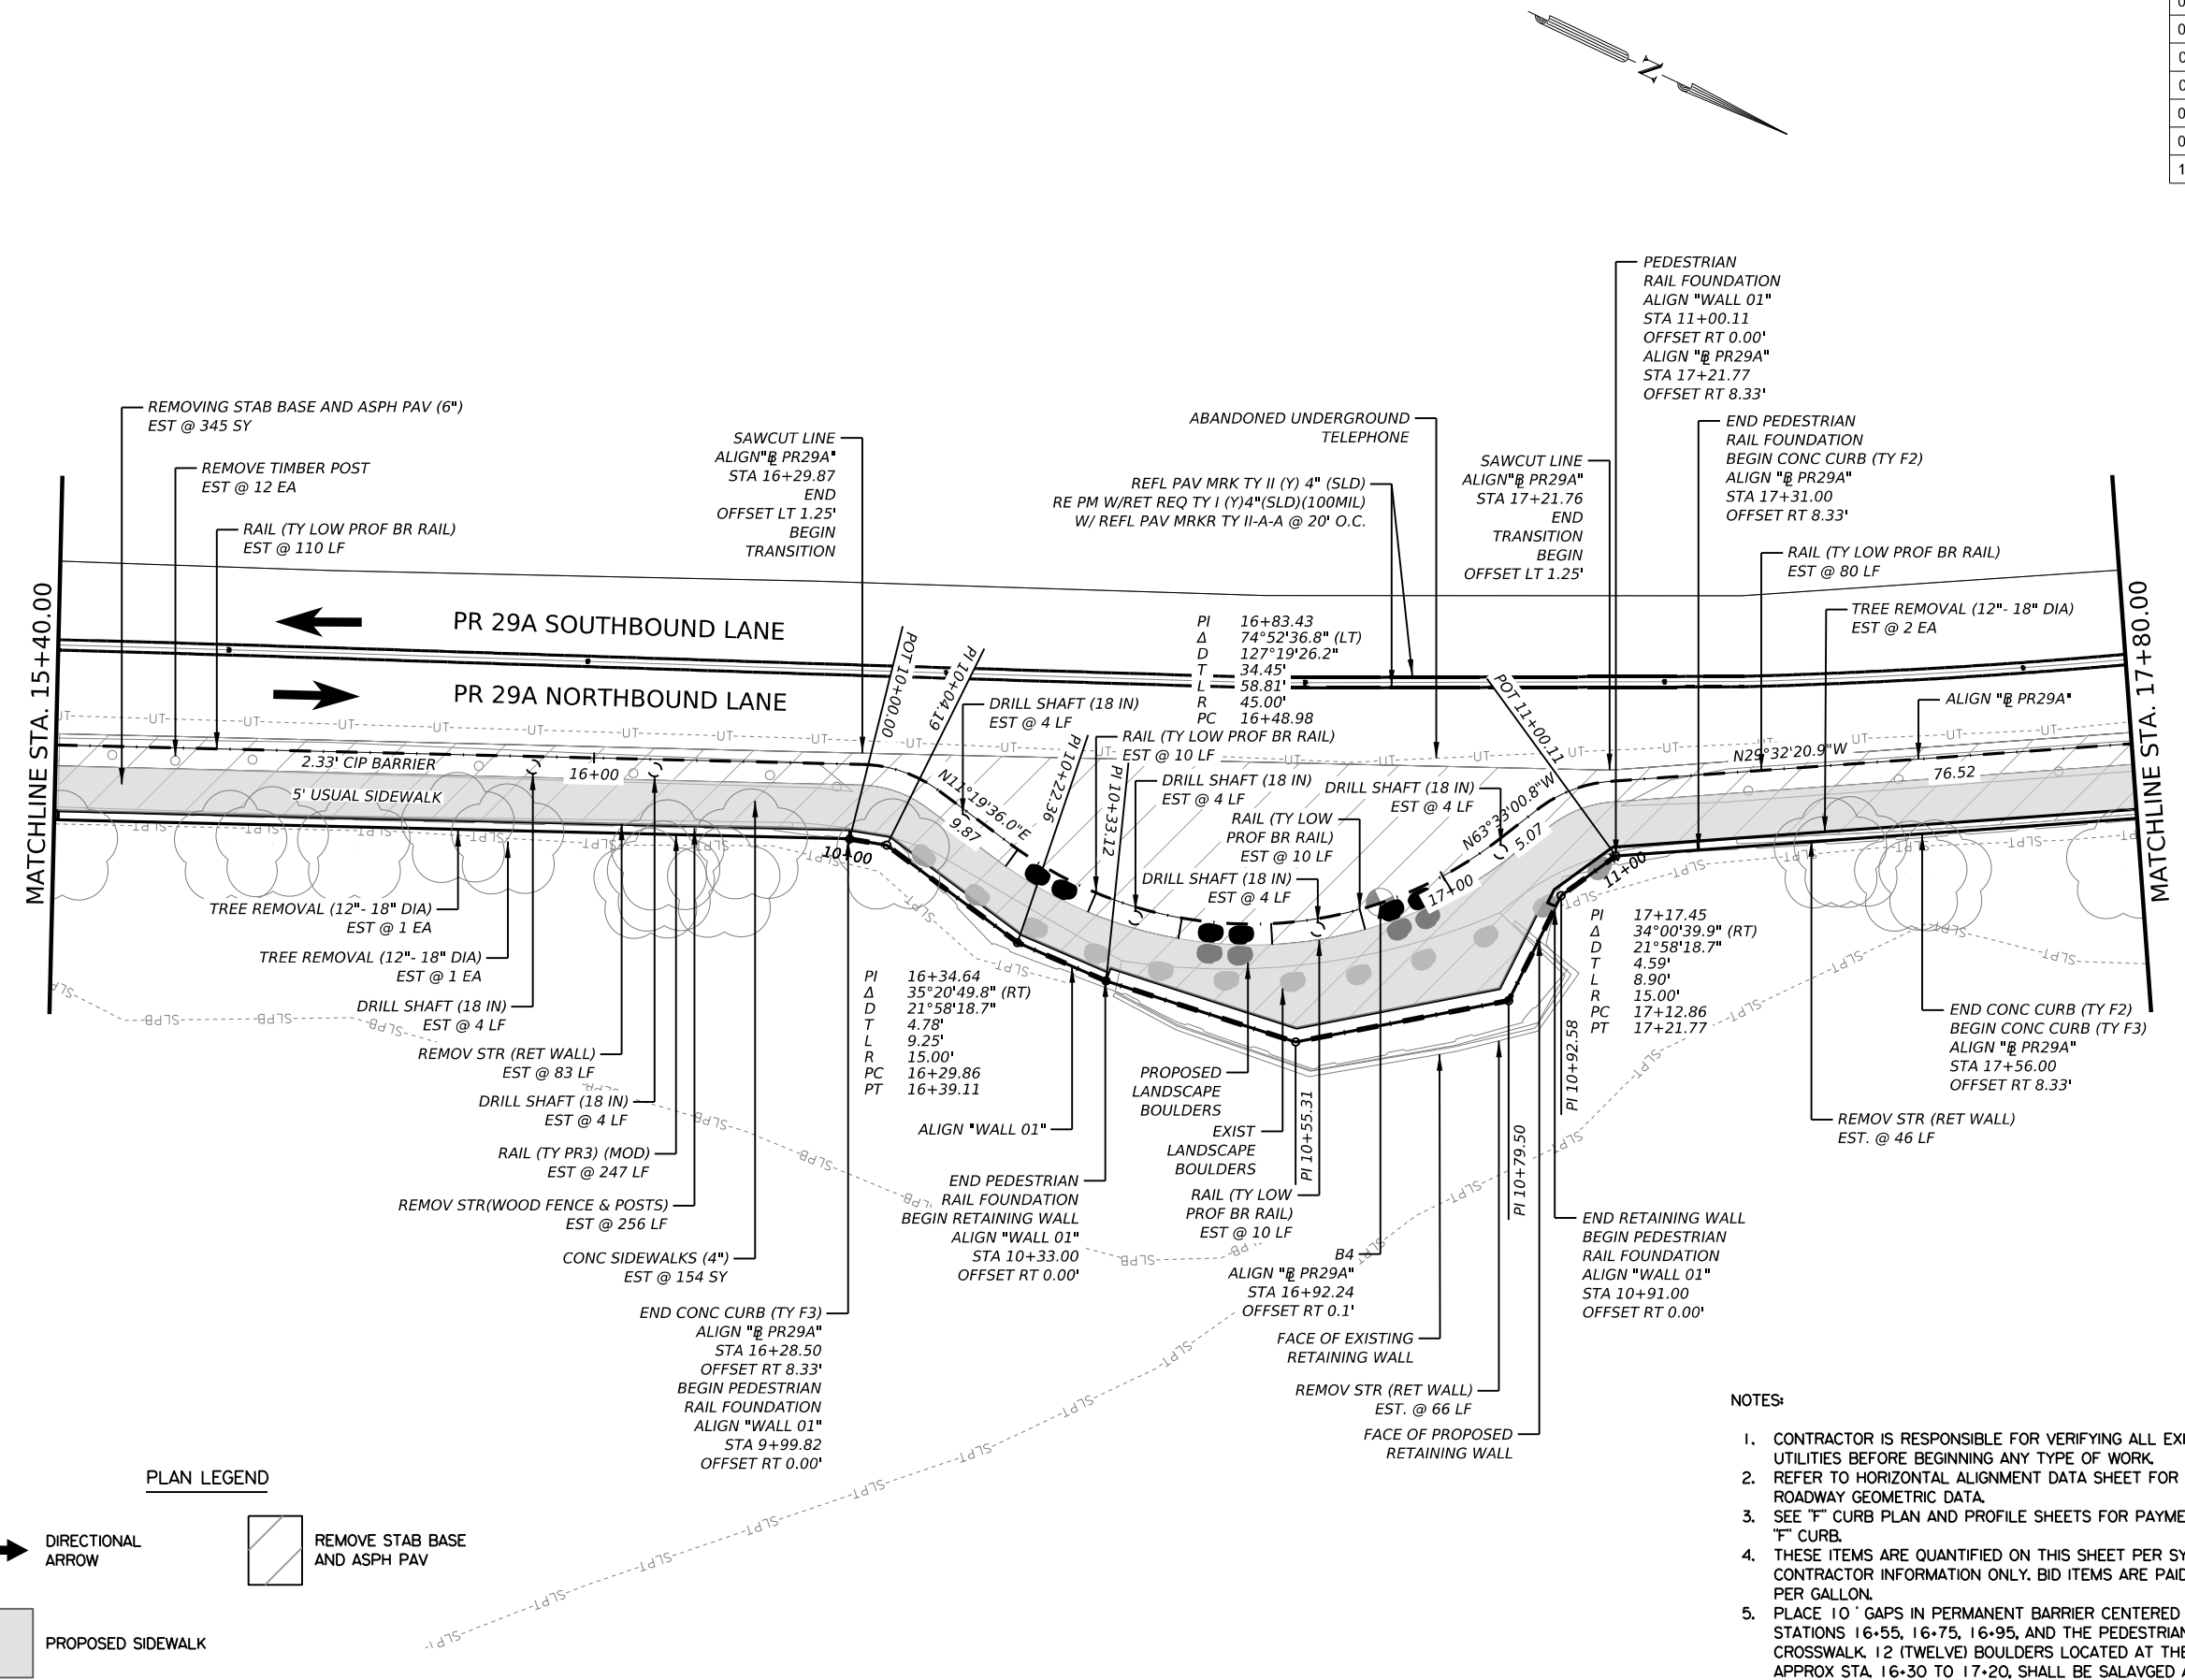 N
REMOVING STAB BASE AND ASPH PAV (6")
EST @ 345 SY
REMOVE TIMBER POST
EST @ 12 EA
RAIL (TY LOW PROF BR RAIL)
EST @ 110 LF
SAWCUT LINE
ALIGN"℄ PR29A"
STA 16+29.87
END
OFFSET LT 1.25'
BEGIN
TRANSITION
ABANDONED UNDERGROUND
TELEPHONE
REFL PAV MRK TY II (Y) 4" (SLD)
RE PM W/RET REQ TY I (Y)4"(SLD)(100MIL)
W/ REFL PAV MRKR TY II-A-A @ 20' O.C.
SAWCUT LINE
ALIGN"℄ PR29A"
STA 17+21.76
END
TRANSITION
BEGIN
OFFSET LT 1.25'
PEDESTRIAN
RAIL FOUNDATION
ALIGN "WALL 01"
STA 11+00.11
OFFSET RT 0.00'
ALIGN "℄ PR29A"
STA 17+21.77
OFFSET RT 8.33'
END PEDESTRIAN
RAIL FOUNDATION
BEGIN CONC CURB (TY F2)
ALIGN "℄ PR29A"
STA 17+31.00
OFFSET RT 8.33'
RAIL (TY LOW PROF BR RAIL)
EST @ 80 LF
TREE REMOVAL (12"- 18" DIA)
EST @ 2 EA
ALIGN "℄ PR29A"
MATCHLINE STA. 15+40.00
MATCHLINE STA. 17+80.00
PR 29A SOUTHBOUND LANE
PR 29A NORTHBOUND LANE
PI 16+83.43
Δ 74°52'36.8" (LT)
D 127°19'26.2"
T 34.45'
L 58.81'
R 45.00'
PC 16+48.98
POT 10+00.00
PI 10+04.19
PI 10+22.36
PI 10+33.12
POT 11+00.11
DRILL SHAFT (18 IN)
EST @ 4 LF
RAIL (TY LOW PROF BR RAIL)
EST @ 10 LF
DRILL SHAFT (18 IN)
EST @ 4 LF
DRILL SHAFT (18 IN)
EST @ 4 LF
RAIL (TY LOW
PROF BR RAIL)
EST @ 10 LF
DRILL SHAFT (18 IN)
EST @ 4 LF
N11°19'36.0"E
9.87
N63°33'00.8"W
5.07
N29°32'20.9"W
76.52
2.33' CIP BARRIER
16+00
5' USUAL SIDEWALK
10+00
17+00
11+00
UT UT UT UT UT UT UT UT UT UT UT UT UT UT UT UT UT UT UT
SLPT SLPT SLPT SLPT SLPT SLPT SLPT
SLPB SLPB SLPB SLPB SLPB SLPB SLPB
TREE REMOVAL (12"- 18" DIA)
EST @ 1 EA
TREE REMOVAL (12"- 18" DIA)
EST @ 1 EA
DRILL SHAFT (18 IN)
EST @ 4 LF
REMOV STR (RET WALL)
EST @ 83 LF
DRILL SHAFT (18 IN)
EST @ 4 LF
RAIL (TY PR3) (MOD)
EST @ 247 LF
REMOV STR(WOOD FENCE & POSTS)
EST @ 256 LF
CONC SIDEWALKS (4")
EST @ 154 SY
END CONC CURB (TY F3)
ALIGN "℄ PR29A"
STA 16+28.50
OFFSET RT 8.33'
BEGIN PEDESTRIAN
RAIL FOUNDATION
ALIGN "WALL 01"
STA 9+99.82
OFFSET RT 0.00'
PI 16+34.64
Δ 35°20'49.8" (RT)
D 21°58'18.7"
T 4.78'
L 9.25'
R 15.00'
PC 16+29.86
PT 16+39.11
ALIGN "WALL 01"
END PEDESTRIAN
RAIL FOUNDATION
BEGIN RETAINING WALL
ALIGN "WALL 01"
STA 10+33.00
OFFSET RT 0.00'
PROPOSED
LANDSCAPE
BOULDERS
EXIST
LANDSCAPE
BOULDERS
RAIL (TY LOW
PROF BR RAIL)
EST @ 10 LF
B4
ALIGN "℄ PR29A"
STA 16+92.24
OFFSET RT 0.1'
FACE OF EXISTING
RETAINING WALL
REMOV STR (RET WALL)
EST. @ 66 LF
FACE OF PROPOSED
RETAINING WALL
PI 10+55.31
PI 10+79.50
PI 10+92.58
PI 17+17.45
Δ 34°00'39.9" (RT)
D 21°58'18.7"
T 4.59'
L 8.90'
R 15.00'
PC 17+12.86
PT 17+21.77
END RETAINING WALL
BEGIN PEDESTRIAN
RAIL FOUNDATION
ALIGN "WALL 01"
STA 10+91.00
OFFSET RT 0.00'
END CONC CURB (TY F2)
BEGIN CONC CURB (TY F3)
ALIGN "℄ PR29A"
STA 17+56.00
OFFSET RT 8.33'
REMOV STR (RET WALL)
EST. @ 46 LF
PLAN LEGEND
DIRECTIONAL
ARROW
REMOVE STAB BASE
AND ASPH PAV
PROPOSED SIDEWALK
NOTES:
1. CONTRACTOR IS RESPONSIBLE FOR VERIFYING ALL
UTILITIES BEFORE BEGINNING ANY TYPE OF WORK.
2. REFER TO HORIZONTAL ALIGNMENT DATA SHEET FOR
ROADWAY GEOMETRIC DATA.
3. SEE "F" CURB PLAN AND PROFILE SHEETS FOR
"F" CURB.
4. THESE ITEMS ARE QUANTIFIED ON THIS SHEET PER
CONTRACTOR INFORMATION ONLY. BID ITEMS ARE PAID
PER GALLON.
5. PLACE 10 ' GAPS IN PERMANENT BARRIER CENTERED
STATIONS 16+55, 16+75, 16+95, AND THE PEDESTRIAN
CROSSWALK. 12 (TWELVE) BOULDERS LOCATED AT THE
APPROX STA. 16+30 TO 17+20, SHALL BE SALAVGED